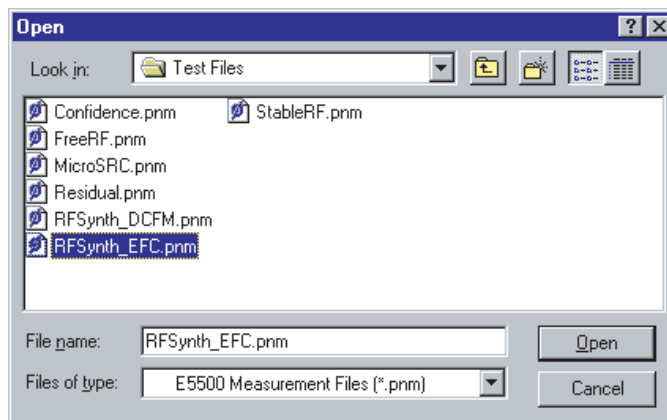 Open
Look in: Test Files
Confidence.pnm StableRF.pnm
FreeRF.pnm
MicroSRC.pnm
Residual.pnm
RFSynth_DCFM.pnm
RFSynth_EFC.pnm
File name: RFSynth_EFC.pnm Open
Files of type: E5500 Measurement Files (*.pnm) Cancel